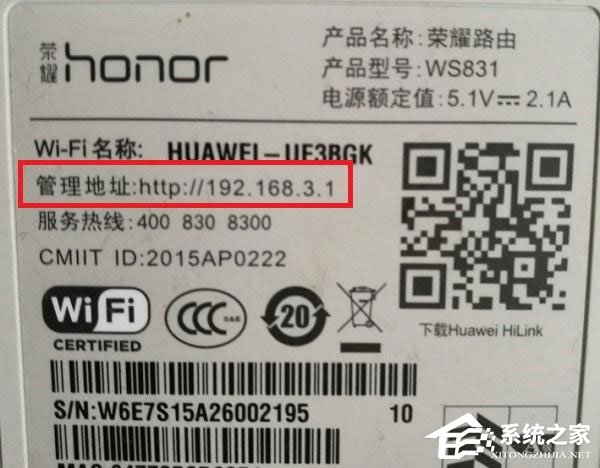 荣耀 honor
产品名称:荣耀路由
产品型号:WS831
电源额定值:5.1V⎓2.1A
Wi-Fi 名称: HUAWEI-UE3BGK
管理地址:http://192.168.3.1
服务热线:400 830 8300
CMIIT ID:2015AP0222
WiFi
CERTIFIED
CCC
S&E
20
下载Huawei HiLink
S/N:W6E7S15A26002195
10
系统之家
XITONGZHIJIA.NET